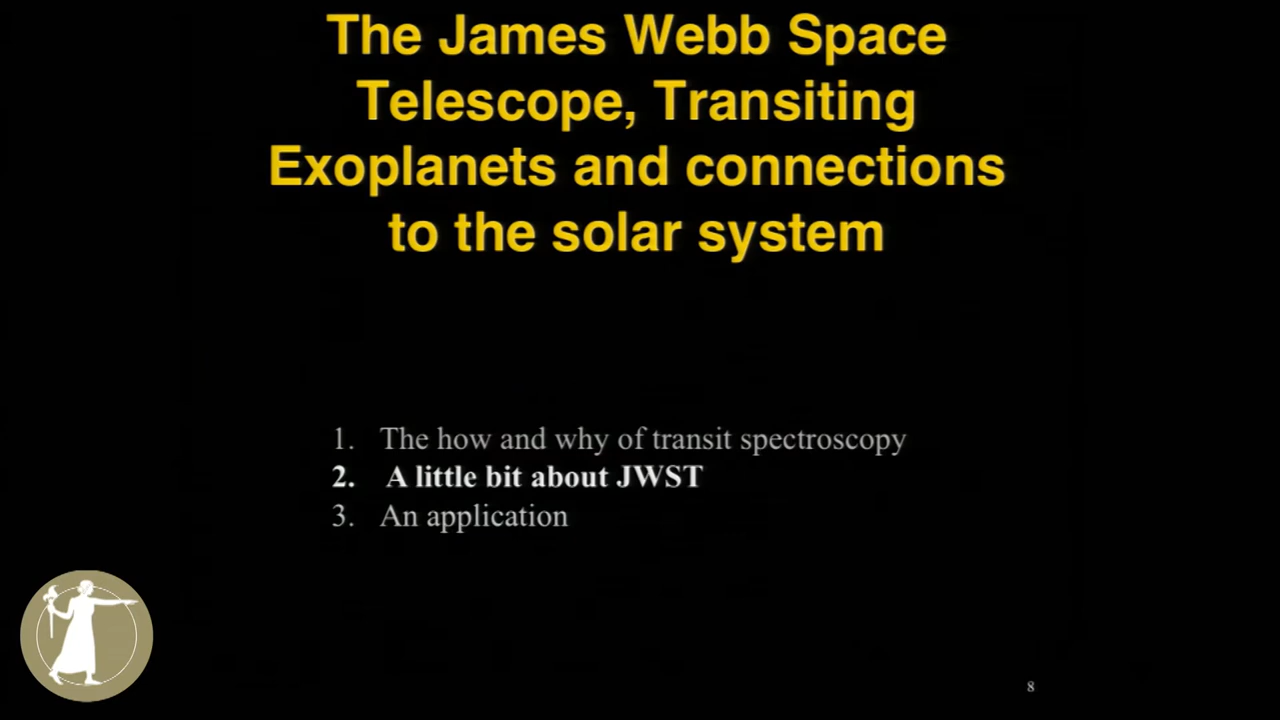 The James Webb Space
Telescope, Transiting
Exoplanets and connections
to the solar system
1. The how and why of transit spectroscopy
2. A little bit about JWST
3. An application
8